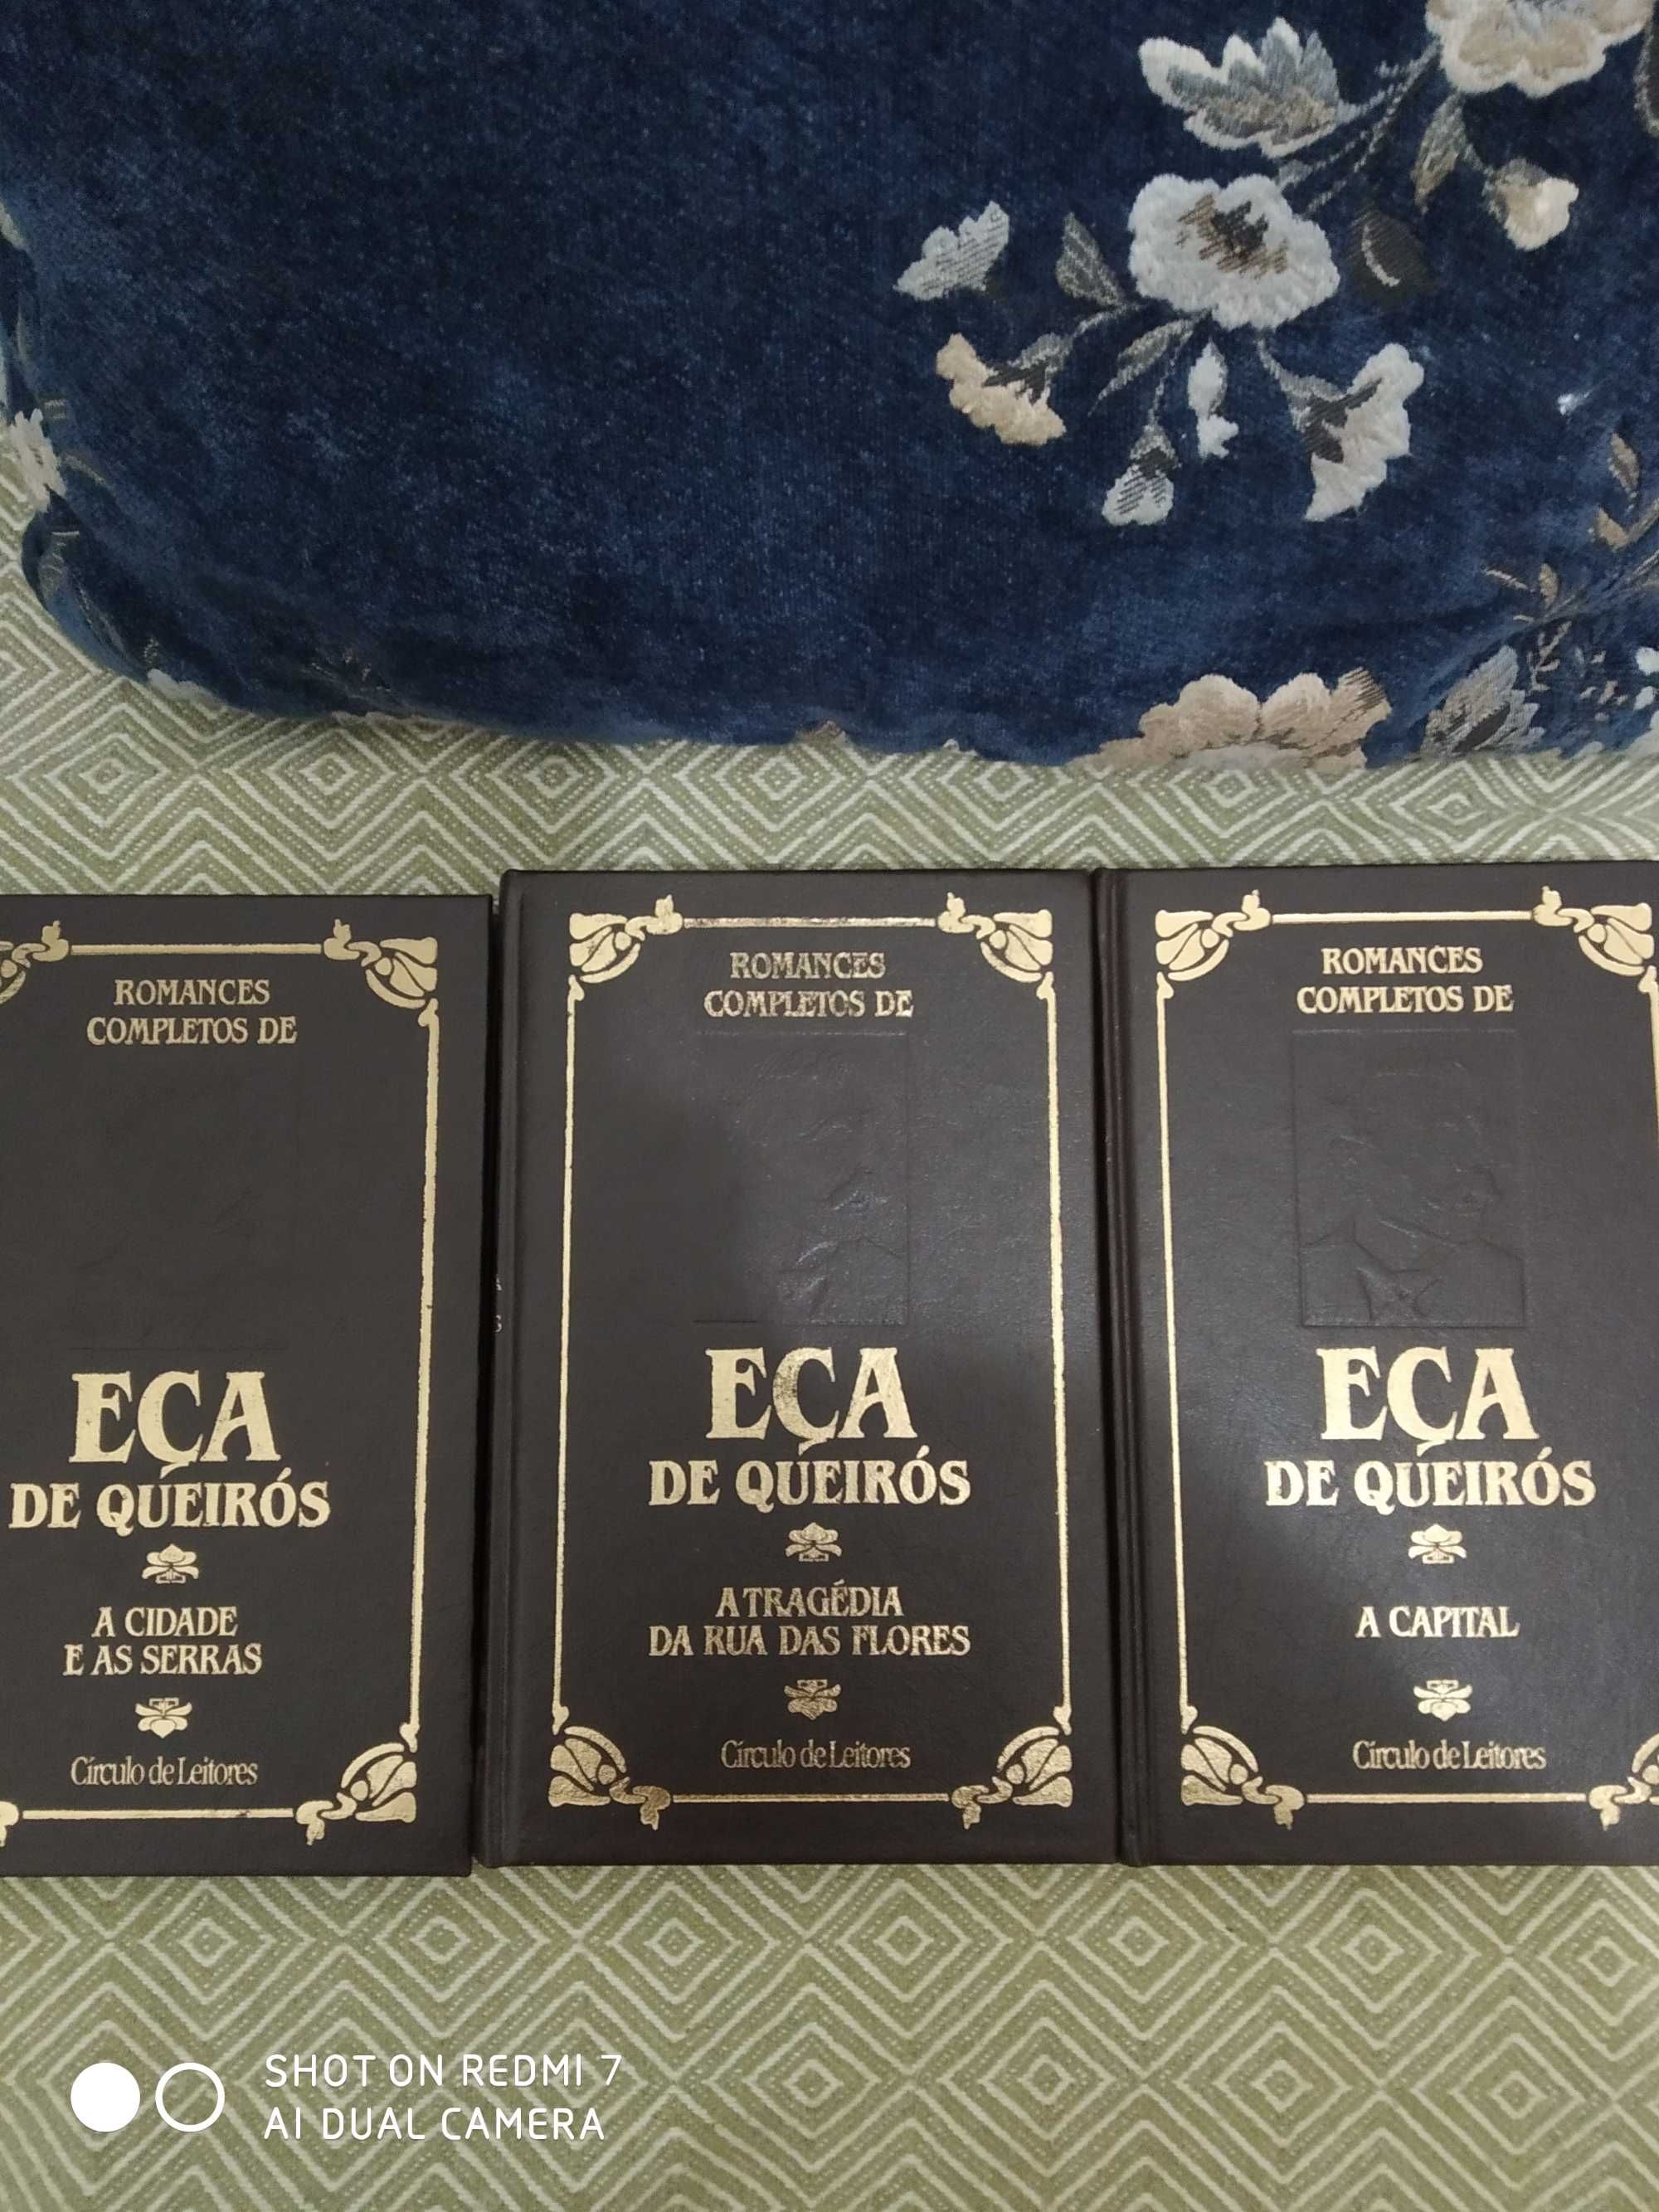 ROMANCES
COMPLETOS DE
EÇA
DE QUEIRÓS
A CIDADE
E AS SERRAS
Círculo de Leitores
ROMANCES
COMPLETOS DE
EÇA
DE QUEIRÓS
A TRAGÉDIA
DA RUA DAS FLORES
Círculo de Leitores
ROMANCES
COMPLETOS DE
EÇA
DE QUEIRÓS
A CAPITAL
Círculo de Leitores
SHOT ON REDMI 7
AI DUAL CAMERA